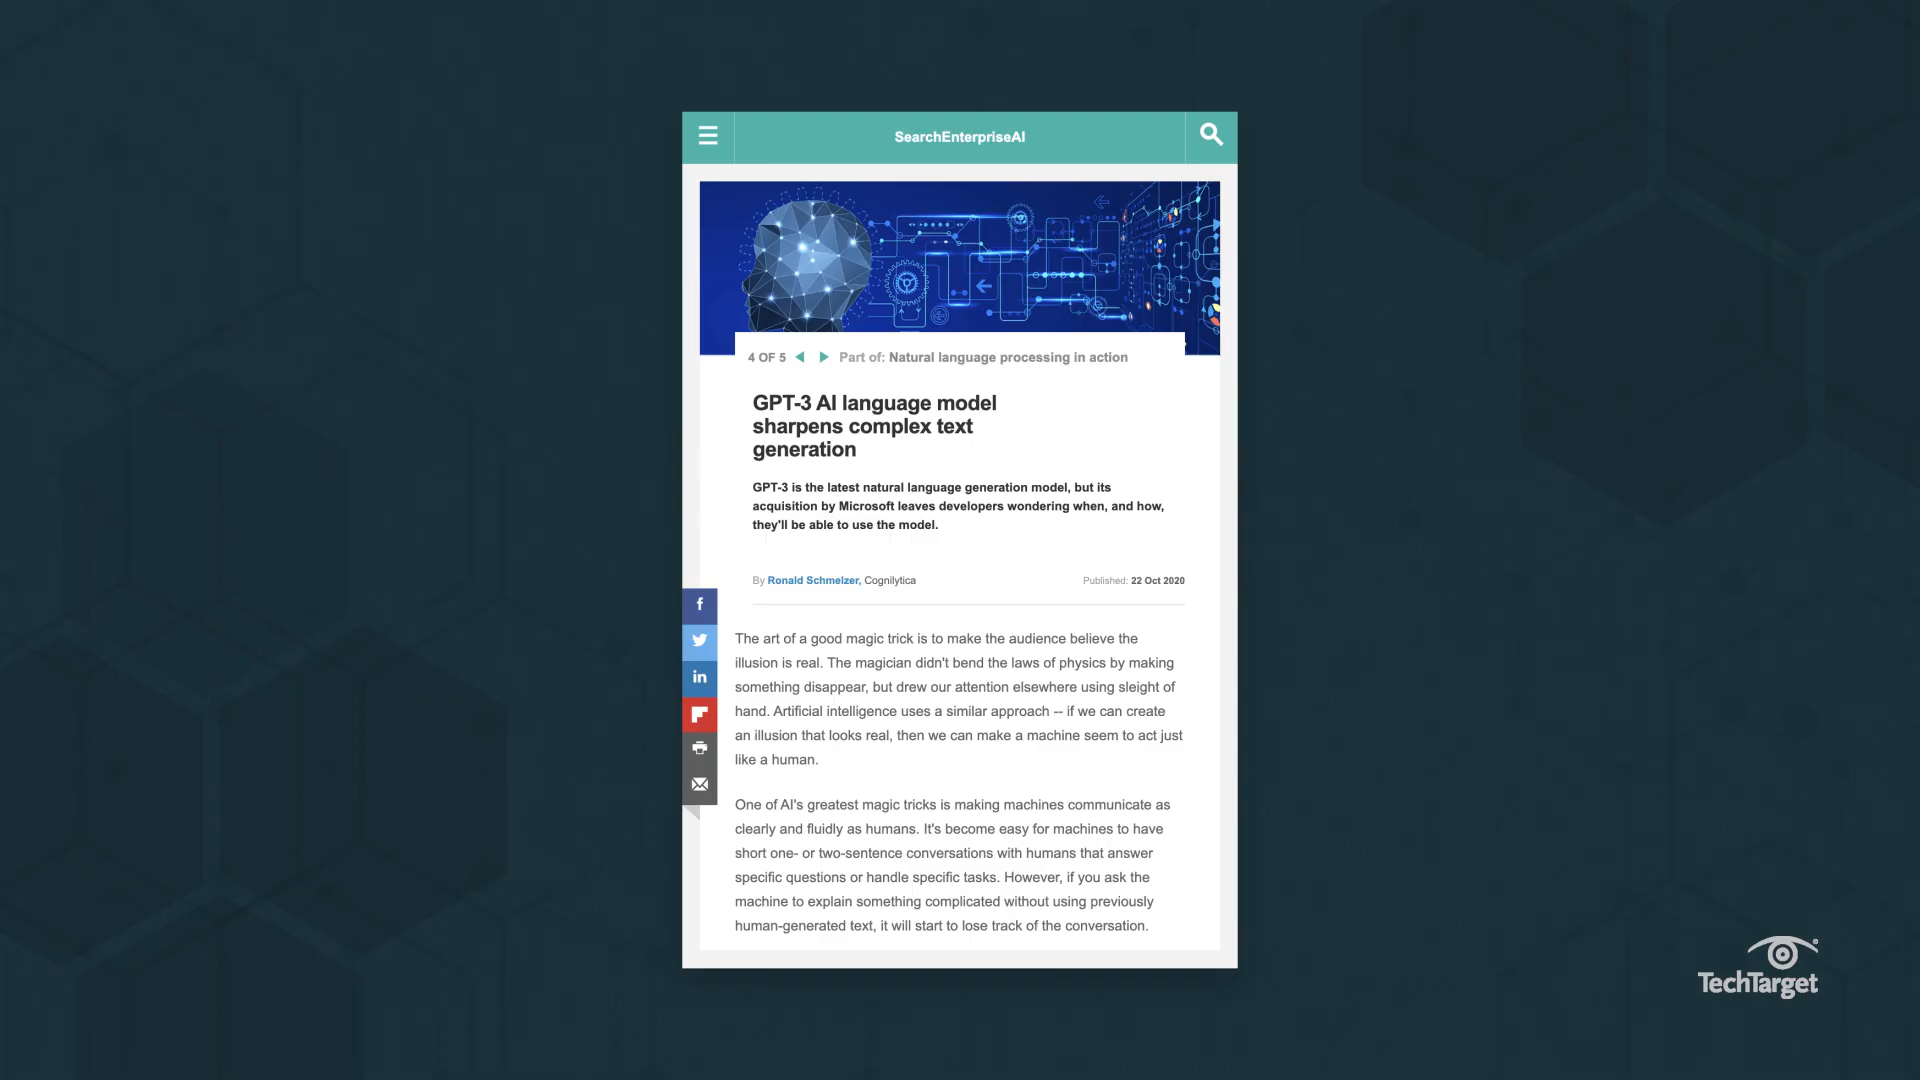 SearchEnterpriseAI
4 OF 5 Part of: Natural language processing in action
GPT-3 AI language model
sharpens complex text
generation
GPT-3 is the latest natural language generation model, but its
acquisition by Microsoft leaves developers wondering when, and how,
they'll be able to use the model.
By Ronald Schmelzer, Cognilytica
Published: 22 Oct 2020
The art of a good magic trick is to make the audience believe the
illusion is real. The magician didn't bend the laws of physics by making
something disappear, but drew our attention elsewhere using sleight of
hand. Artificial intelligence uses a similar approach -- if we can create
an illusion that looks real, then we can make a machine seem to act just
like a human.
One of AI's greatest magic tricks is making machines communicate as
clearly and fluidly as humans. It's become easy for machines to have
short one- or two-sentence conversations with humans that answer
specific questions or handle specific tasks. However, if you ask the
machine to explain something complicated without using previously
human-generated text, it will start to lose track of the conversation.
TechTarget